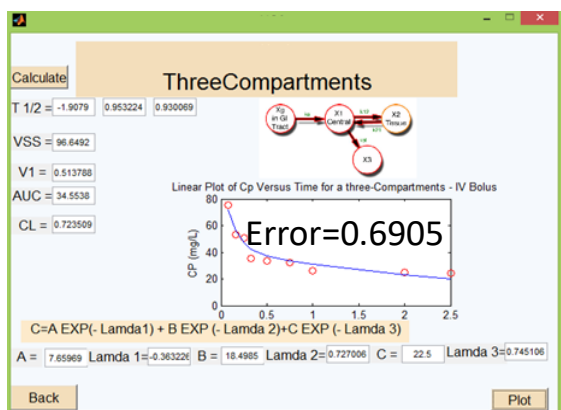 Calculate
ThreeCompartments
T 1/2 = -1.9079 0.953224 0.930069
Xg in GI Tract
X1 Central
X2 Tissue
X3
VSS = 96.6492
V1 = 0.513788
AUC = 34.5538
CL = 0.723509
Linear Plot of Cp Versus Time for a three-Compartments - IV Bolus
Error=0.6905
CP (mg/L)
80
60
40
20
0
0 0.5 1 1.5 2 2.5
C=A EXP(- Lamda1) + B EXP (- Lamda 2)+C EXP (- Lamda 3)
A = 7.65969 Lamda 1= -0.363226 B = 18.4985 Lamda 2= 0.727006 C = 22.5 Lamda 3= 0.745106
Back
Plot